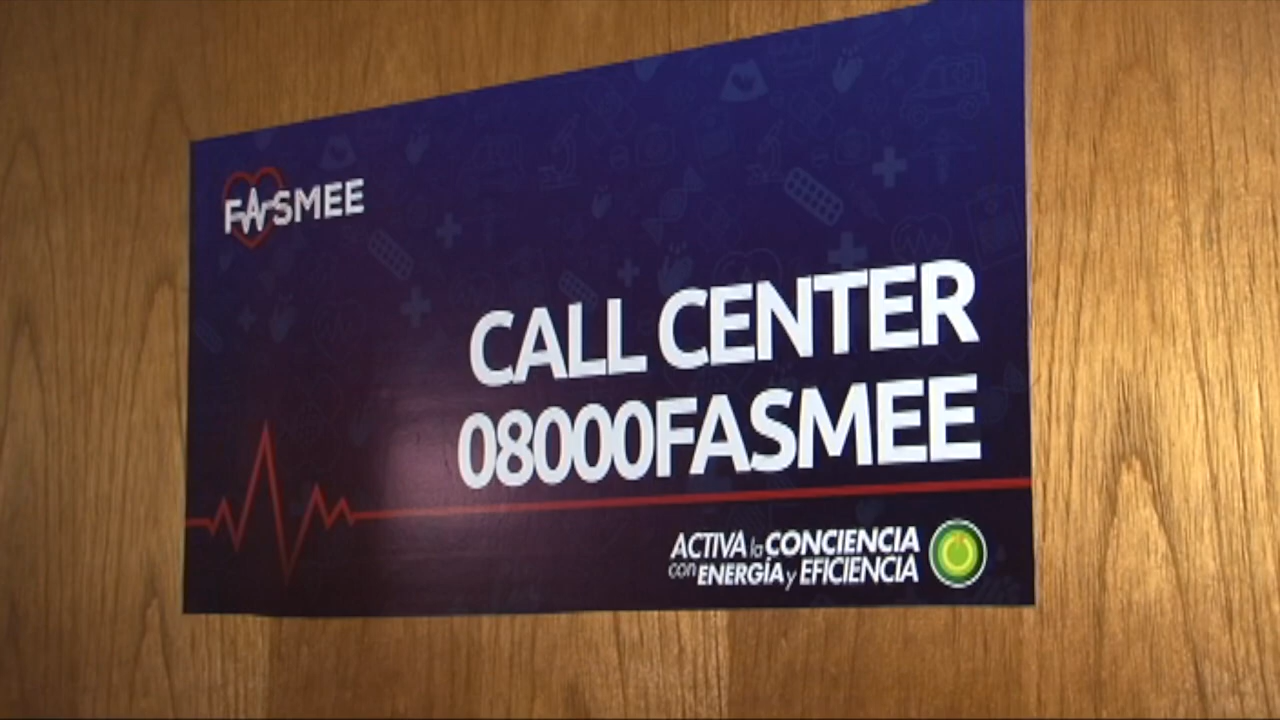 FASMEE
CALL CENTER
08000FASMEE
ACTIVA la CONCIENCIA
con ENERGÍA y EFICIENCIA